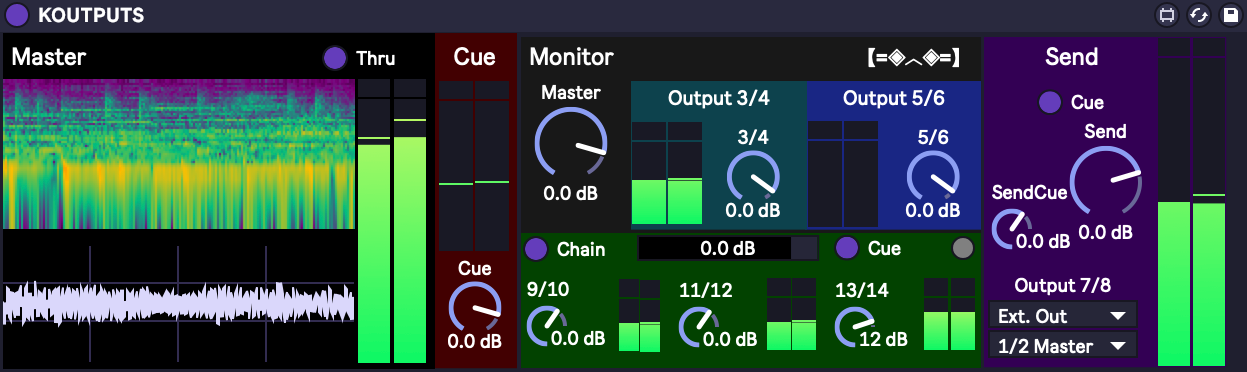 KOUTPUTS
Master
Thru
Cue
Cue
0.0 dB
Monitor
【=◈︿◈=】
Master
0.0 dB
Output 3/4
3/4
0.0 dB
Output 5/6
5/6
0.0 dB
Chain
0.0 dB
Cue
9/10
0.0 dB
11/12
0.0 dB
13/14
12 dB
Send
Cue
Send
0.0 dB
SendCue
0.0 dB
Output 7/8
Ext. Out
1/2 Master